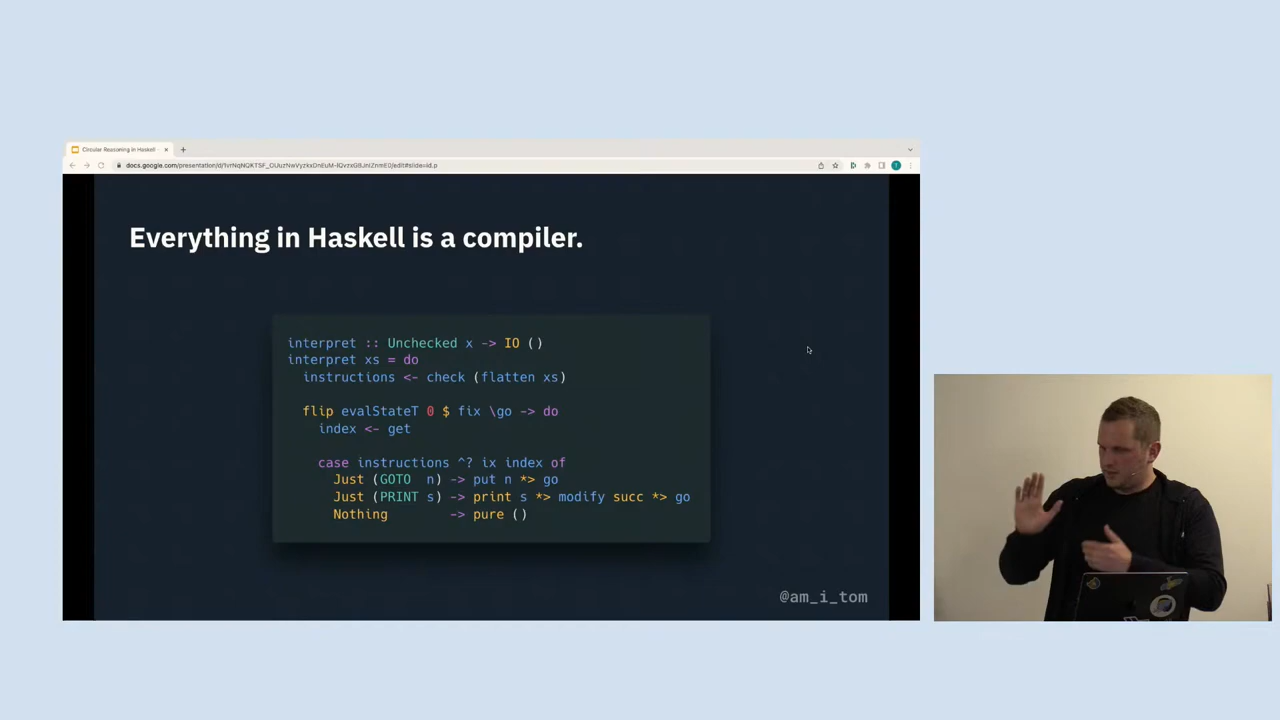 Circular Reasoning in Haskell
Everything in Haskell is a compiler.
interpret :: Unchecked x -> IO ()
interpret xs = do
instructions <- check (flatten xs)
flip evalStateT 0 $ fix \go -> do
index <- get
case instructions ^? ix index of
Just (GOTO n) -> put n *> go
Just (PRINT s) -> print s *> modify succ *> go
Nothing -> pure ()
@am_i_tom